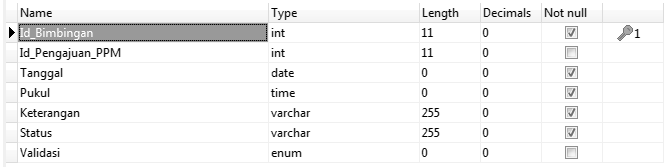 Name Type Length Decimals Not null
Id_Bimbingan int 11 0 1
Id_Pengajuan_PPM int 11 0
Tanggal date 0 0
Pukul time 0 0
Keterangan varchar 255 0
Status varchar 255 0
Validasi enum 0 0